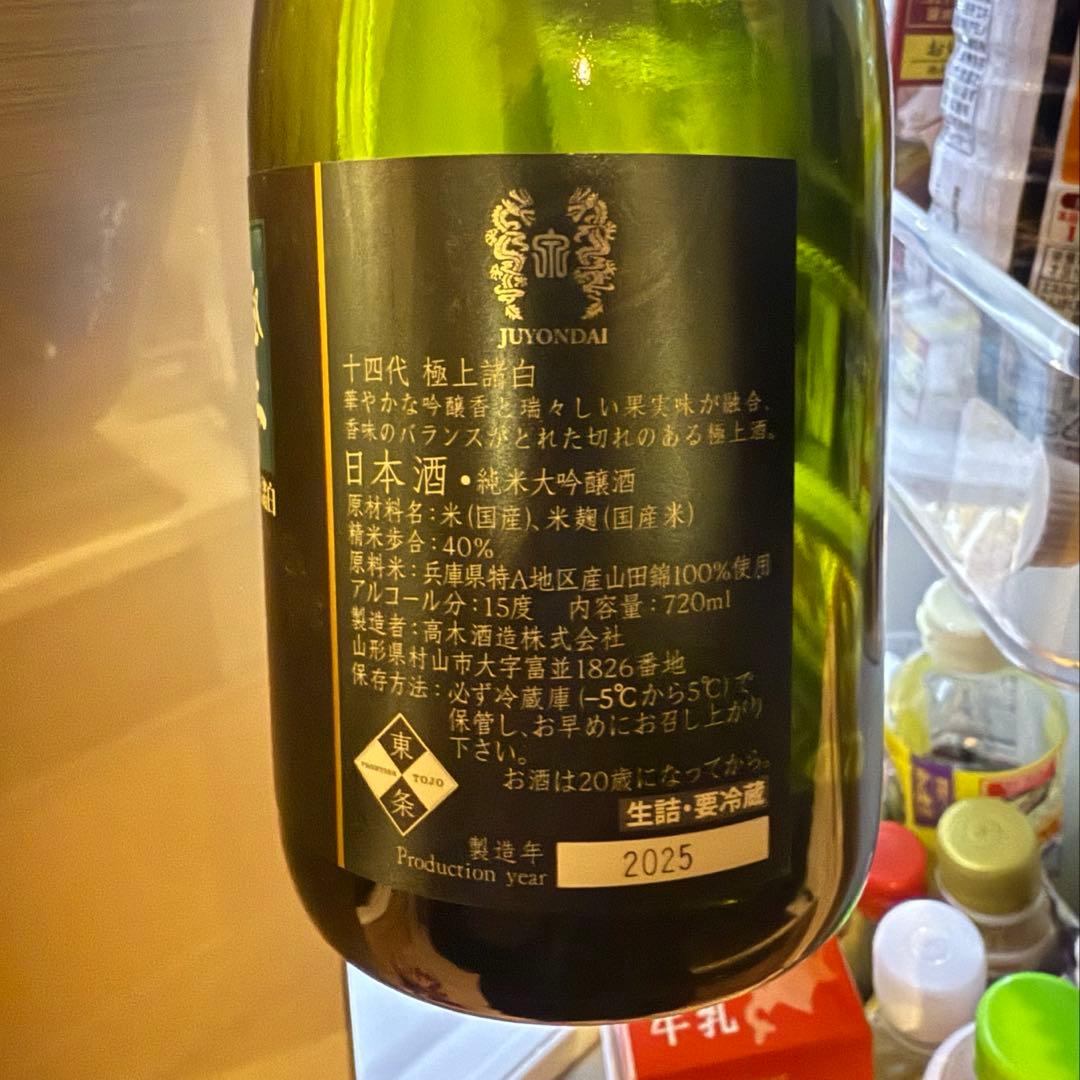 JUYONDAI
十四代 極上諸白
華やかな吟醸香と瑞々しい果実味が融合、
香味のバランスがとれた切れのある極上酒。
日本酒・純米大吟醸酒
原材料名：米(国産)、米麹(国産米)
精米歩合：40%
原料米：兵庫県特A地区産山田錦100%使用
アルコール分：15度 内容量：720ml
製造者：高木酒造株式会社
山形県村山市大字富並1826番地
保存方法：必ず冷蔵庫(-5℃から5℃)で
保管し、お早めにお召し上がり
下さい。
お酒は20歳になってから。
東条
TOJO
生詰・要冷蔵
製造年
Production year 2025
諸白
牛乳